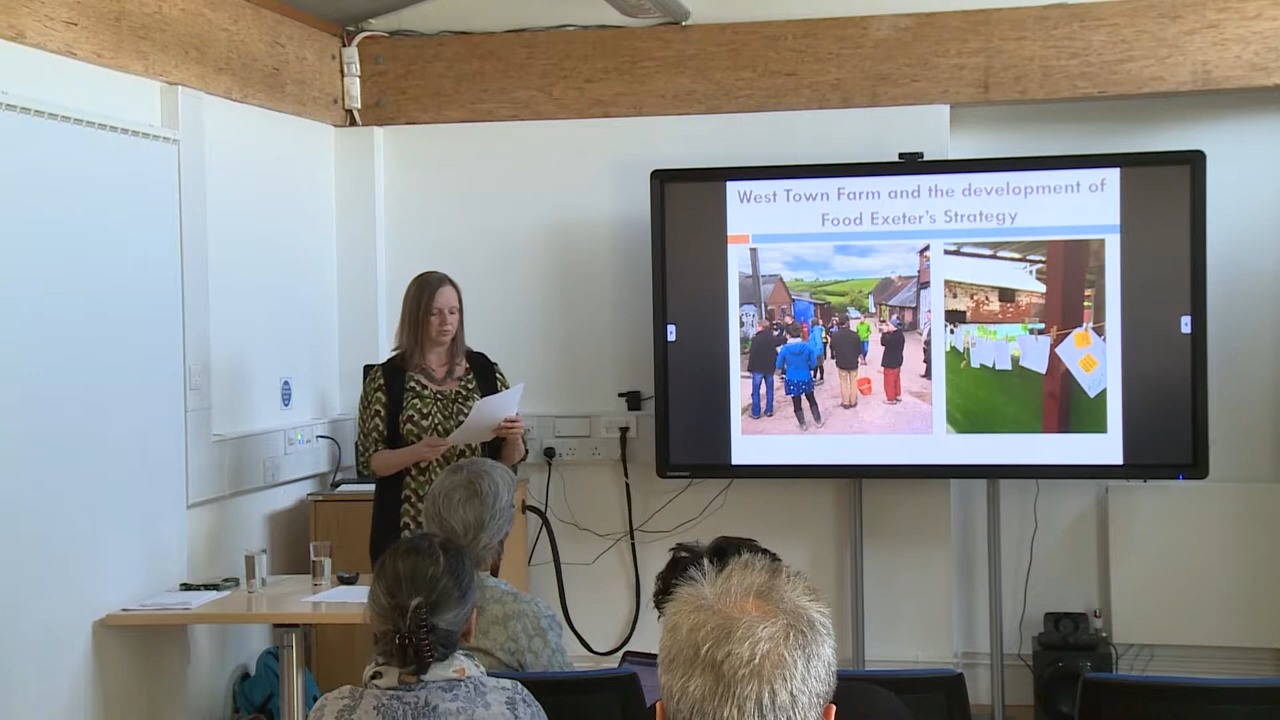 West Town Farm and the development of
Food Exeter's Strategy